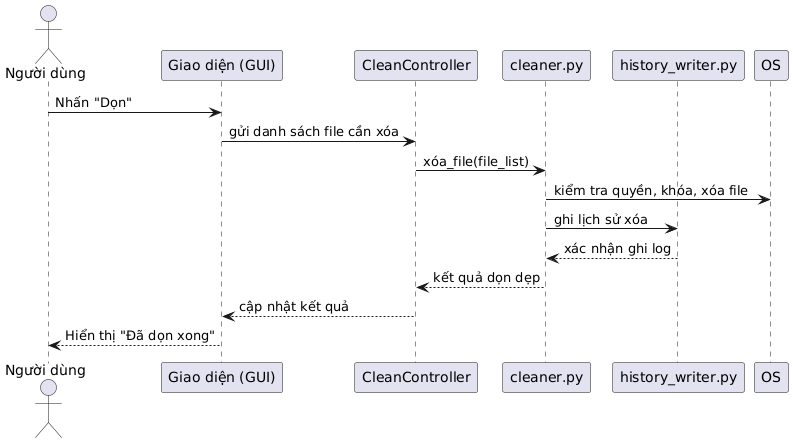 Người dùng
Giao diện (GUI)
CleanController
cleaner.py
history_writer.py
OS
Nhấn "Dọn"
gửi danh sách file cần xóa
xóa_file(file_list)
kiểm tra quyền, khóa, xóa file
ghi lịch sử xóa
xác nhận ghi log
kết quả dọn dẹp
cập nhật kết quả
Hiển thị "Đã dọn xong"
Người dùng
Giao diện (GUI)
CleanController
cleaner.py
history_writer.py
OS